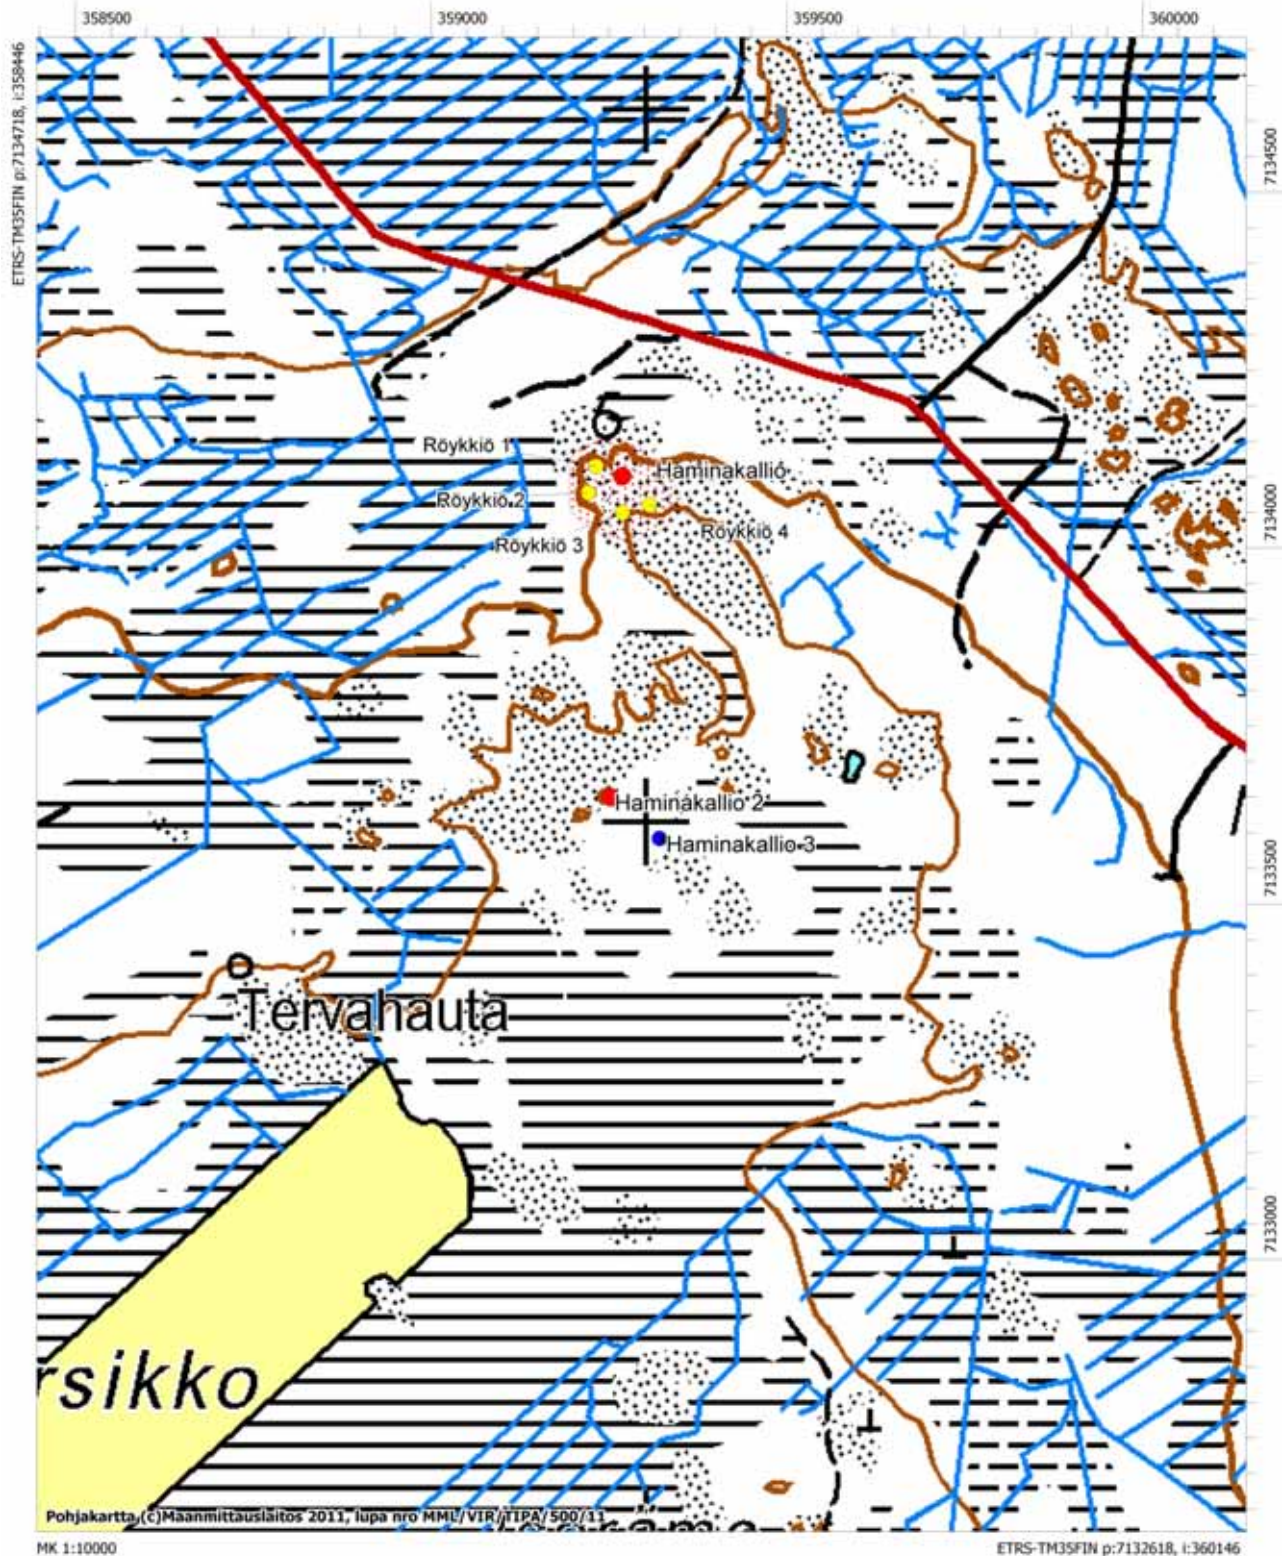 358500 359000 359500 360000
ETRS-TM35FIN p:7134718, i:358446
7134500
6
Röykkiö 1
Haminakallio
Röykkiö 2
7134000
Röykkiö 4
Röykkiö 3
Haminakallio 2
Haminakallio 3
7133500
Tervahauta
7133000
rsikko
Pohjakartta,(c)Maanmittauslaitos 2011, lupa nro MML/VIR/TIPA/500/11
MK 1:10000
ETRS-TM35FIN p:7132618, i:360146